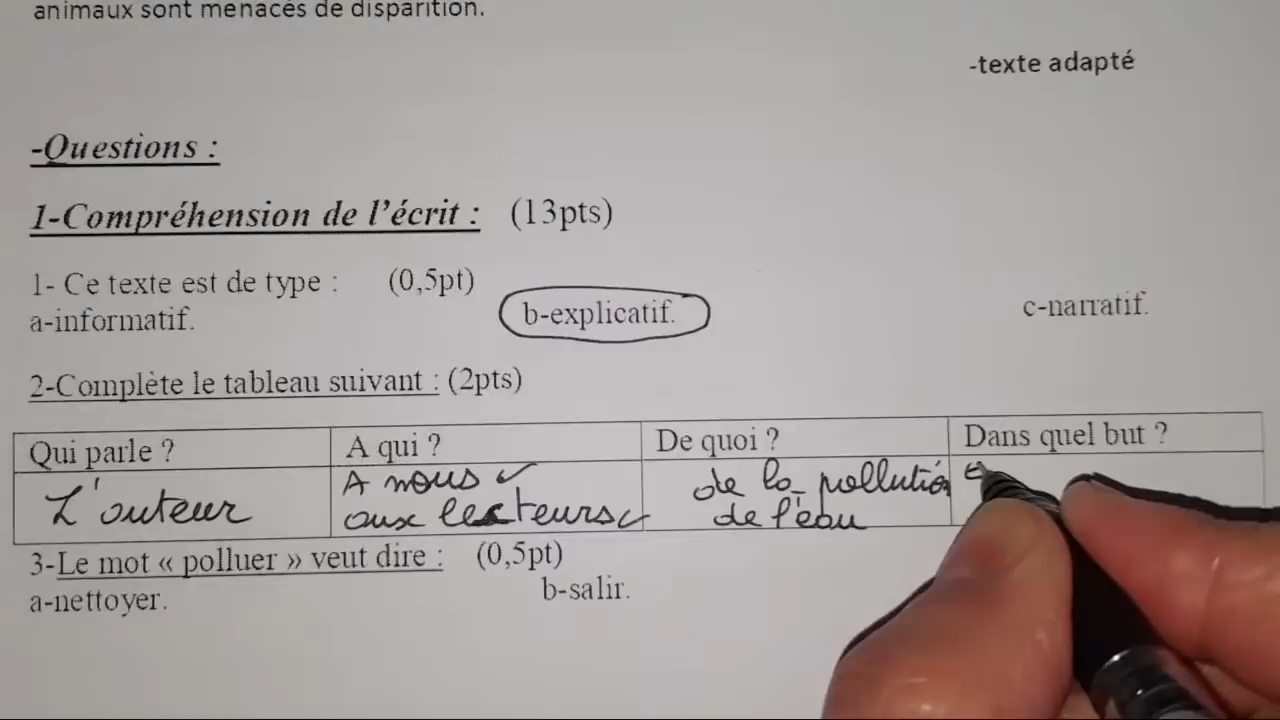 animaux sont menacés de disparition.
-texte adapté
-Questions :
1-Compréhension de l'écrit : (13pts)
1- Ce texte est de type : (0,5pt)
a-informatif. b-explicatif. c-narratif.
2-Complète le tableau suivant : (2pts)
Qui parle ? A qui ? De quoi ? Dans quel but ?
L'auteur A nous de la pollution
aux lecteurs de l'eau
3-Le mot « polluer » veut dire : (0,5pt)
a-nettoyer. b-salir.